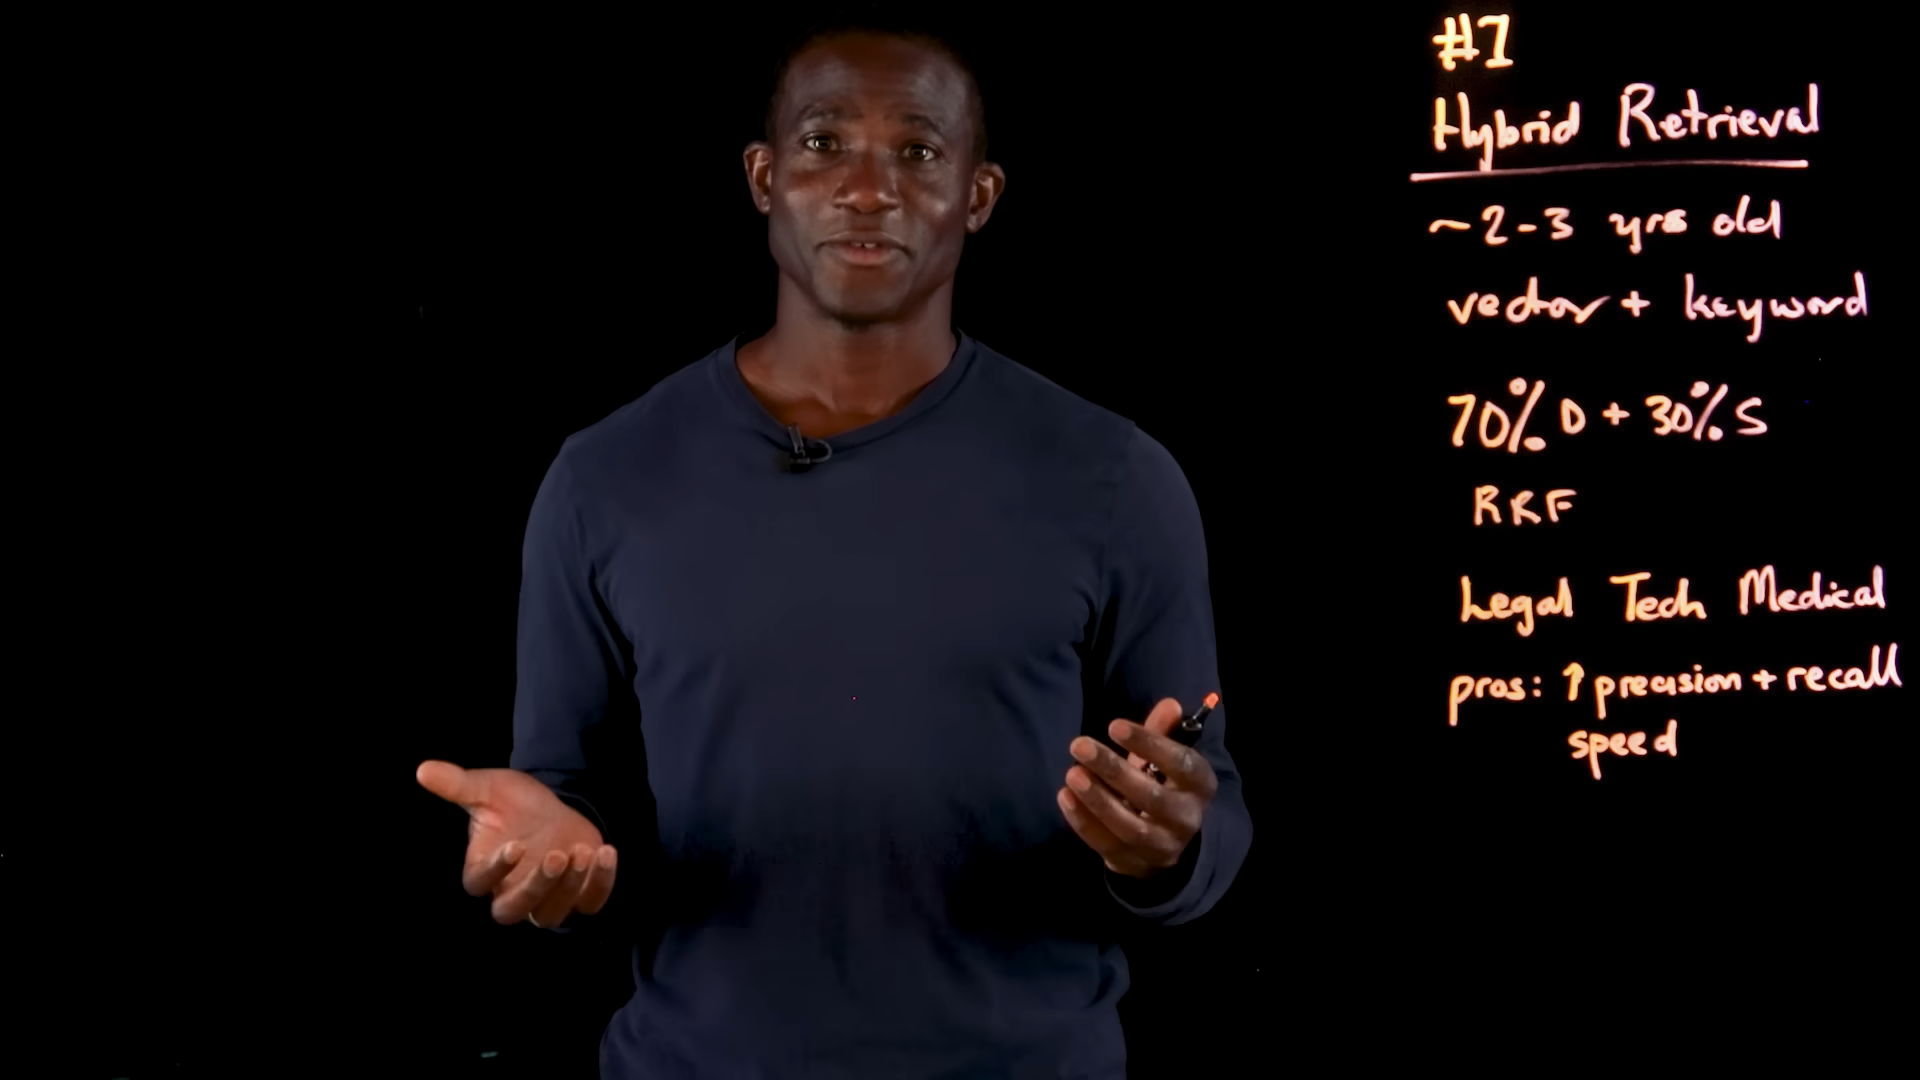 #1
Hybrid Retrieval
~2-3 yrs old
vector + keyword
70% D + 30% S
RRF
Legal Tech Medical
pros: ↑ precision + recall
speed